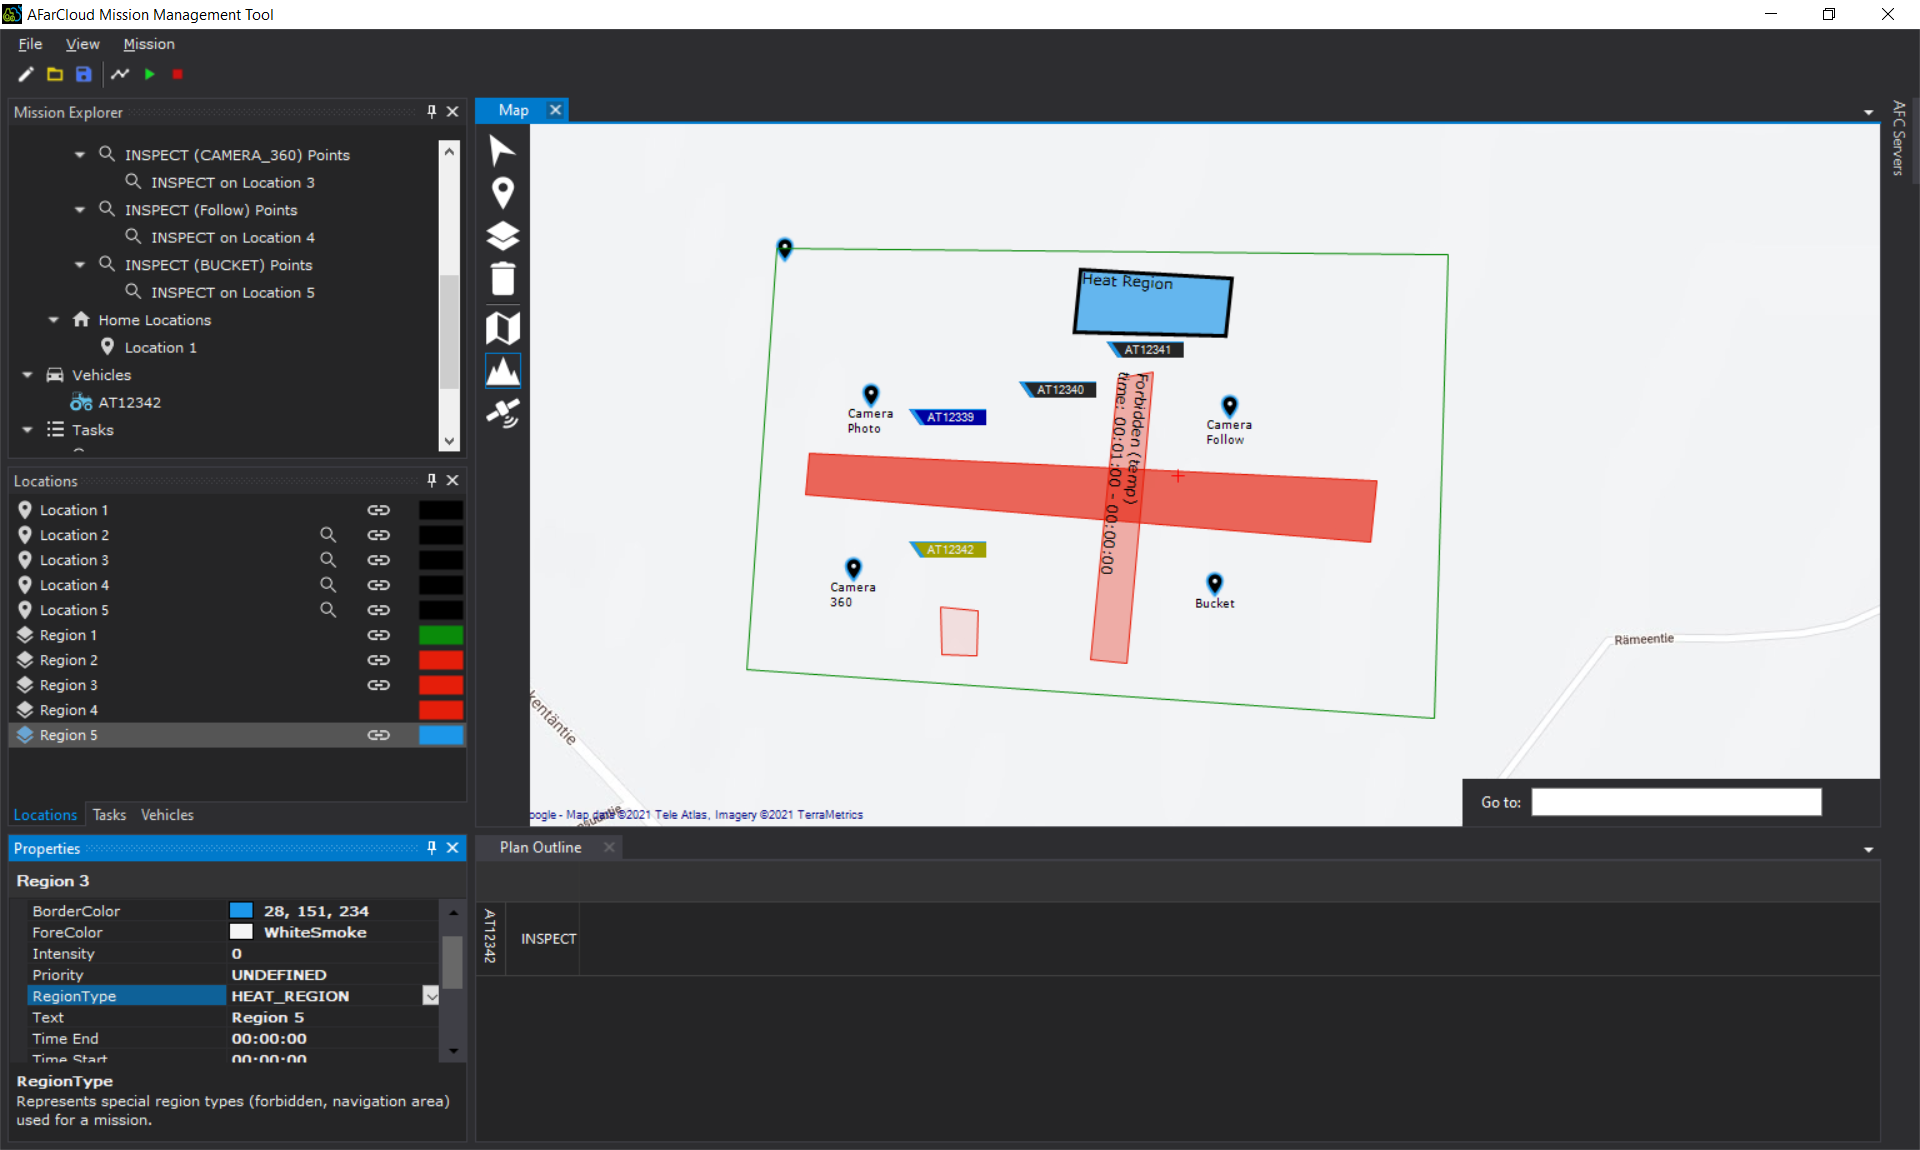 AFarCloud Mission Management Tool
File View Mission
Mission Explorer
INSPECT (CAMERA_360) Points
INSPECT on Location 3
INSPECT (Follow) Points
INSPECT on Location 4
INSPECT (BUCKET) Points
INSPECT on Location 5
Home Locations
Location 1
Vehicles
AT12342
Tasks
Locations
Location 1
Location 2
Location 3
Location 4
Location 5
Region 1
Region 2
Region 3
Region 4
Region 5
Locations Tasks Vehicles
Properties
Region 3
BorderColor 28, 151, 234
ForeColor WhiteSmoke
Intensity 0
Priority UNDEFINED
RegionType HEAT_REGION
Text Region 5
Time End 00:00:00
Time Start 00:00:00
RegionType
Represents special region types (forbidden, navigation area)
used for a mission.
Map
Heat Region
AT12341
AT12340
AT12339
Camera
Photo
Camera
Follow
Forbidden (temp)
time: 00:01:00 - 00:00:00
AT12342
Camera
360
Bucket
Rämeentie
kentäntie
oogle - Map data ©2021 Tele Atlas, Imagery ©2021 TerraMetrics
Go to:
AFC Servers
Plan Outline
AT12342
INSPECT